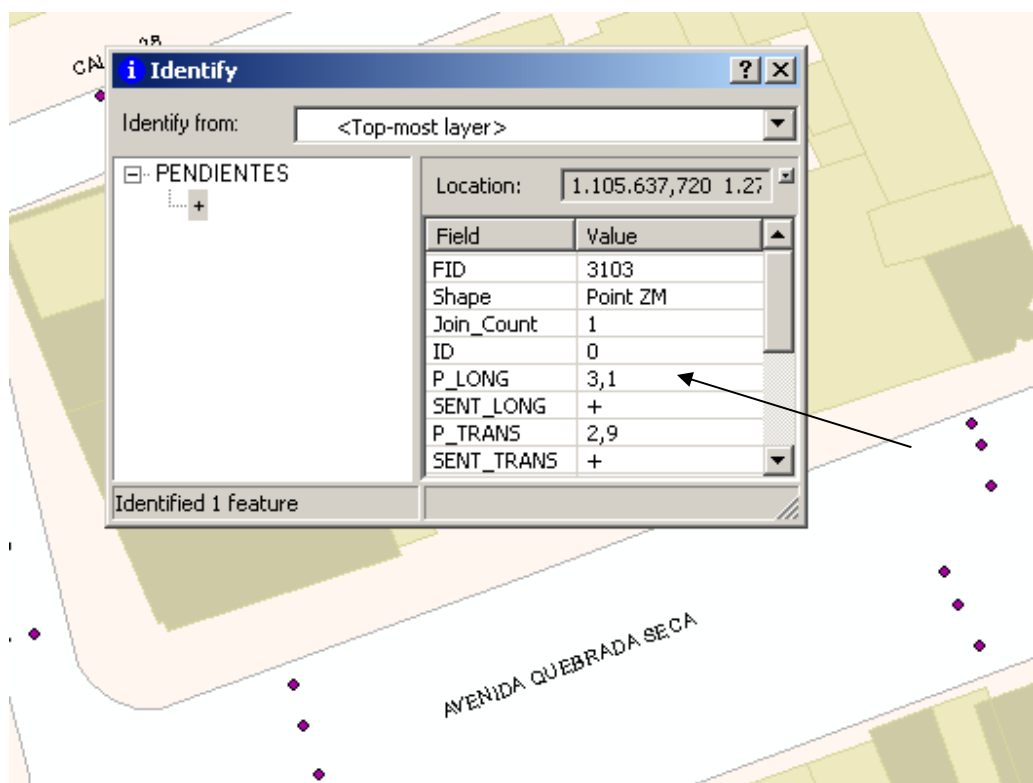 Identify
Identify from: <Top-most layer>
PENDIENTES
+
Location: 1.105.637,720 1.27
Field Value
FID 3103
Shape Point ZM
Join_Count 1
ID 0
P_LONG 3,1
SENT_LONG +
P_TRANS 2,9
SENT_TRANS +
Identified 1 feature
AVENIDA QUEBRADA SECA